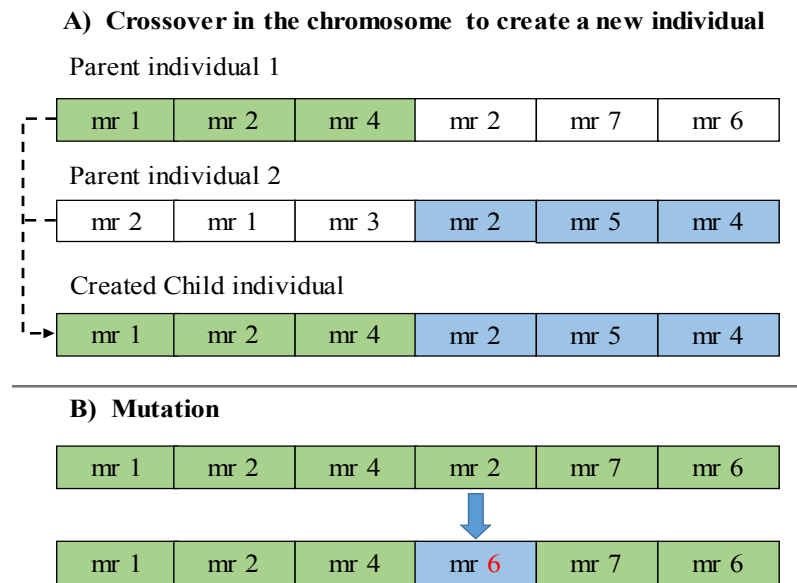 A) Crossover in the chromosome to create a new individual
Parent individual 1
mr 1 mr 2 mr 4 mr 2 mr 7 mr 6
Parent individual 2
mr 2 mr 1 mr 3 mr 2 mr 5 mr 4
Created Child individual
mr 1 mr 2 mr 4 mr 2 mr 5 mr 4
B) Mutation
mr 1 mr 2 mr 4 mr 2 mr 7 mr 6
mr 1 mr 2 mr 4 mr 6 mr 7 mr 6